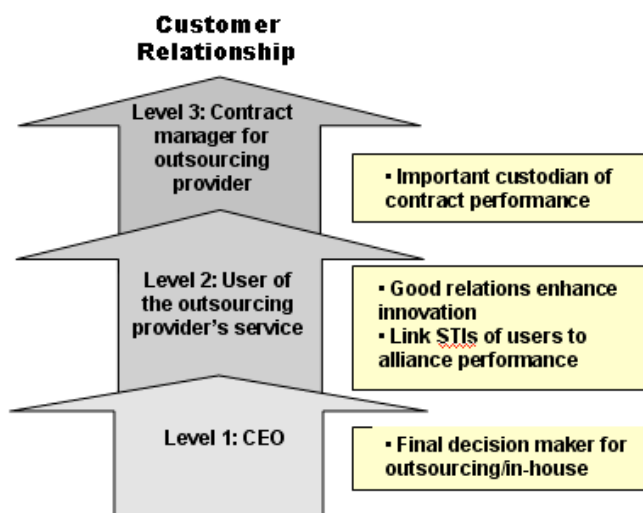 Customer
Relationship
Level 3: Contract
manager for
outsourcing
provider
▪ Important custodian of
contract performance
Level 2: User of
the outsourcing
provider's service
▪ Good relations enhance
innovation
▪ Link STIs of users to
alliance performance
Level 1: CEO
▪ Final decision maker for
outsourcing/in-house